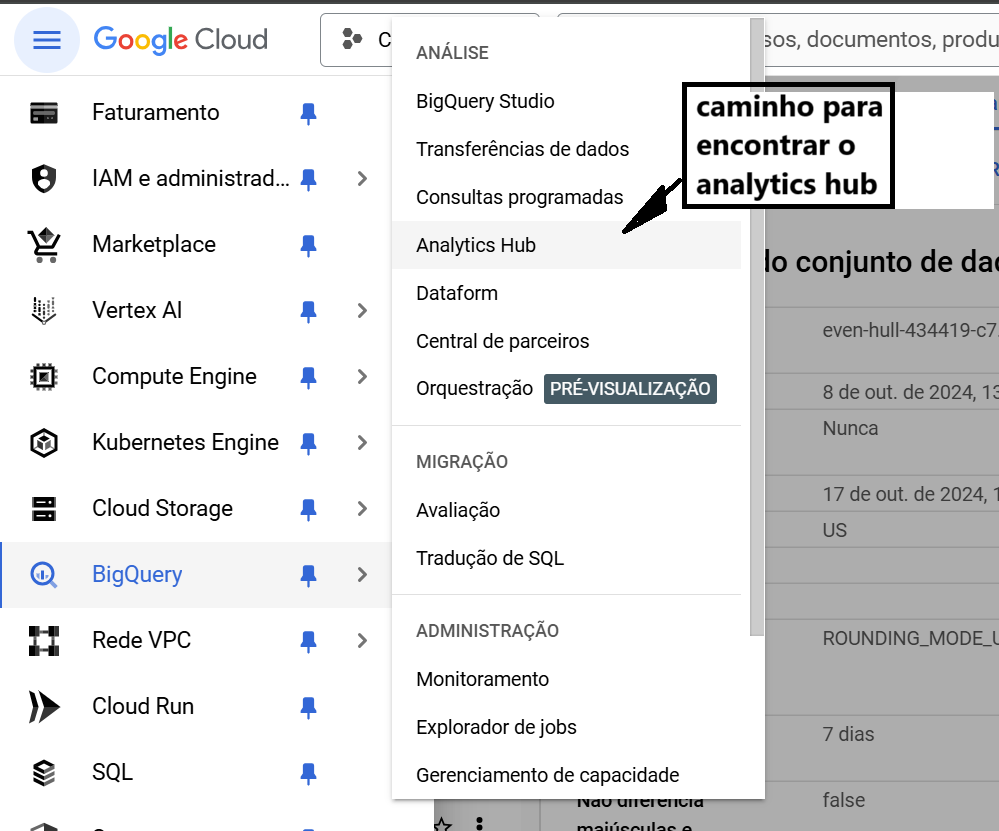 Google Cloud
C
sos, documentos, produ
Faturamento
IAM e administrad...
Marketplace
Vertex AI
Compute Engine
Kubernetes Engine
Cloud Storage
BigQuery
Rede VPC
Cloud Run
SQL
ANÁLISE
BigQuery Studio
Transferências de dados
Consultas programadas
Analytics Hub
Dataform
Central de parceiros
Orquestração PRÉ-VISUALIZAÇÃO
MIGRAÇÃO
Avaliação
Tradução de SQL
ADMINISTRAÇÃO
Monitoramento
Explorador de jobs
Gerenciamento de capacidade
caminho para
encontrar o
analytics hub
do conjunto de dad
even-hull-434419-c7
8 de out. de 2024, 13
Nunca
17 de out. de 2024, 1
US
ROUNDING_MODE_U
7 dias
Não diferencia
maiúsculas e
false